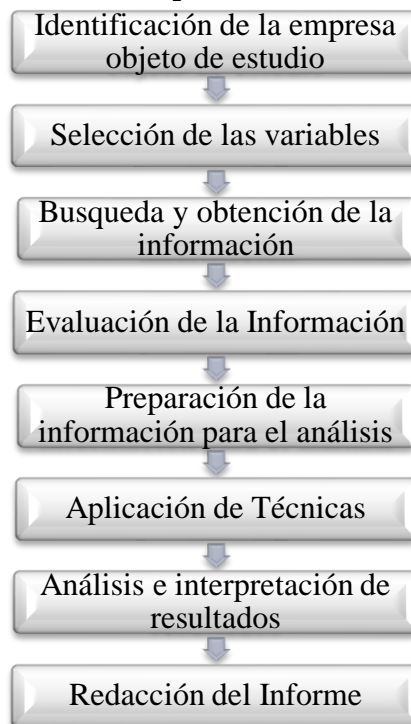 Identificación de la empresa
objeto de estudio
Selección de las variables
Busqueda y obtención de la
información
Evaluación de la Información
Preparación de la
información para el análisis
Aplicación de Técnicas
Análisis e interpretación de
resultados
Redacción del Informe